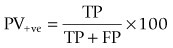 PV+ve = TP / TP + FP × 100